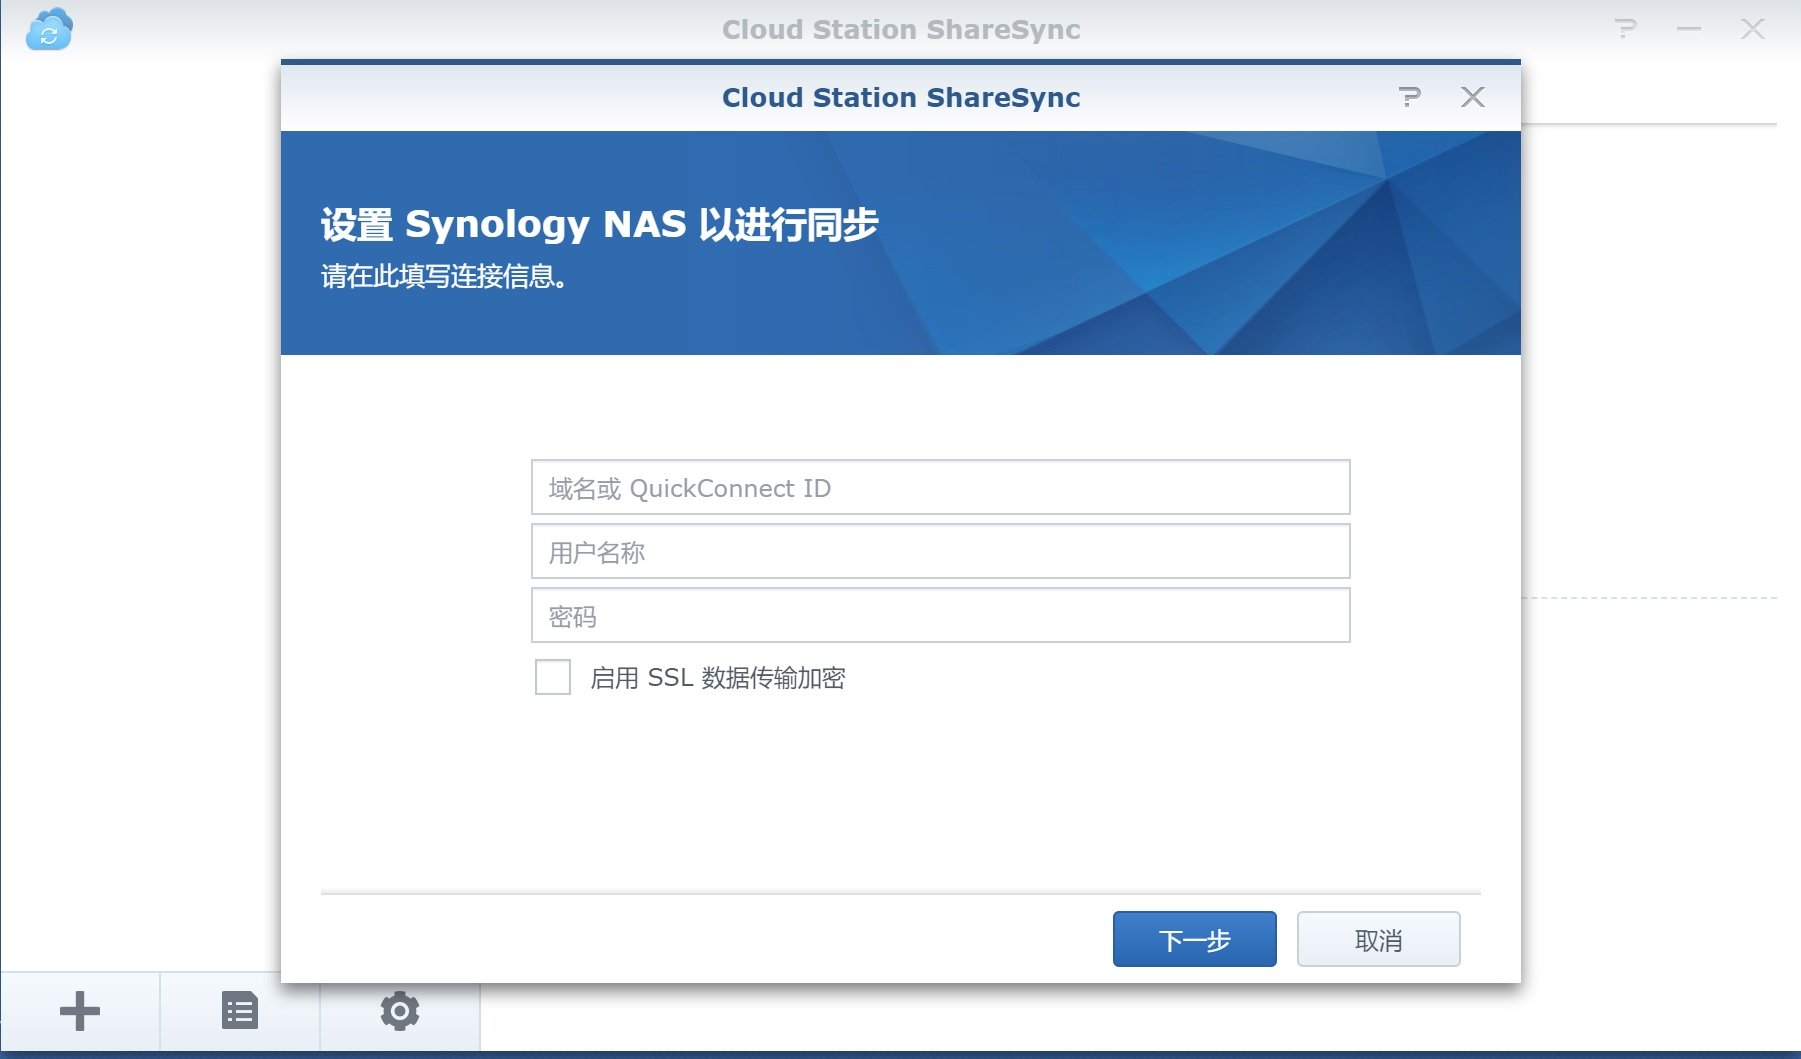 Cloud Station ShareSync
Cloud Station ShareSync
设置 Synology NAS 以进行同步
请在此填写连接信息。
域名或 QuickConnect ID
用户名称
密码
启用 SSL 数据传输加密
下一步
取消